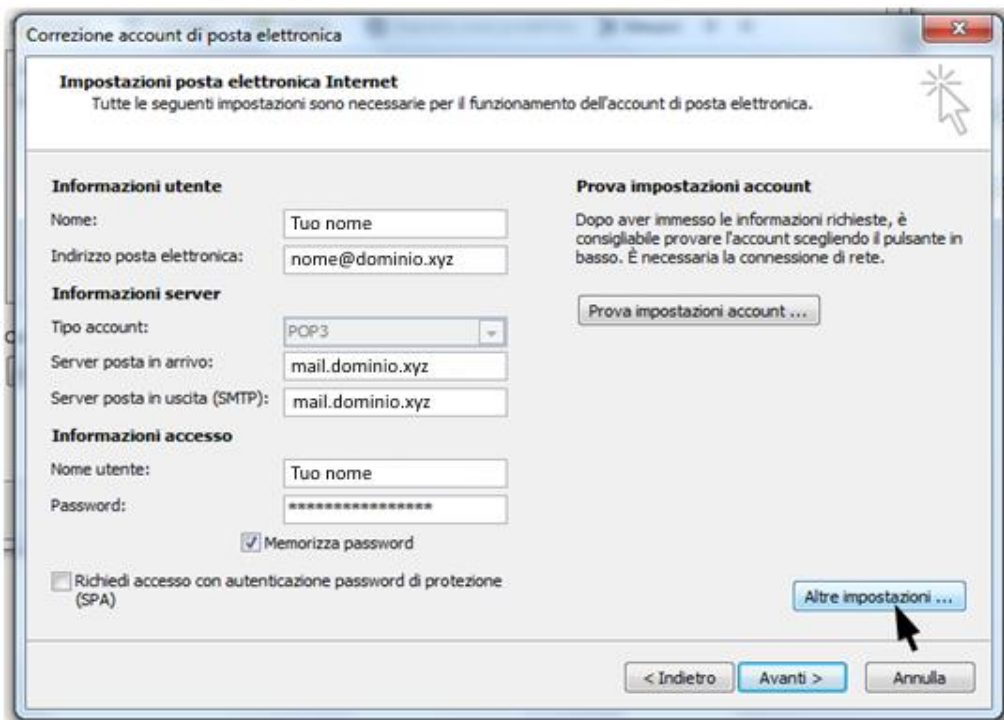 Correzione account di posta elettronica
Impostazioni posta elettronica Internet
Tutte le seguenti impostazioni sono necessarie per il funzionamento dell'account di posta elettronica.
Informazioni utente
Nome:
Tuo nome
Indirizzo posta elettronica:
nome@dominio.xyz
Informazioni server
Tipo account:
POP3
Server posta in arrivo:
mail.dominio.xyz
Server posta in uscita (SMTP):
mail.dominio.xyz
Informazioni accesso
Nome utente:
Tuo nome
Password:
****************
Memorizza password
Richiedi accesso con autenticazione password di protezione
(SPA)
Prova impostazioni account
Dopo aver immesso le informazioni richieste, è
consigliabile provare l'account scegliendo il pulsante in
basso. È necessaria la connessione di rete.
Prova impostazioni account ...
Altre impostazioni ...
< Indietro
Avanti >
Annulla